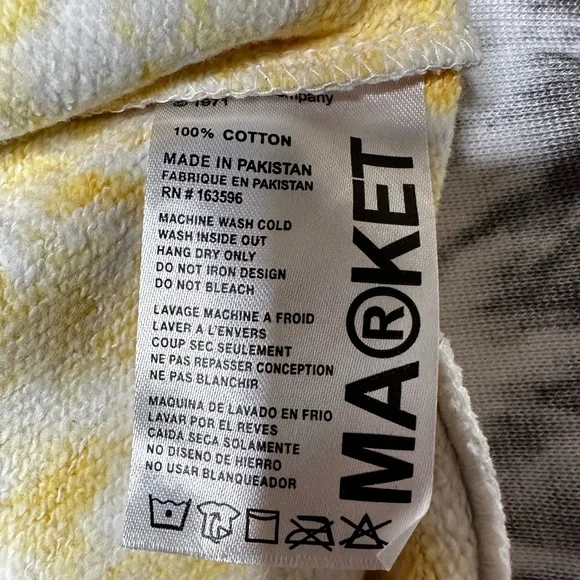 © 1971 ompany
100% COTTON
MADE IN PAKISTAN
FABRIQUE EN PAKISTAN
RN # 163596
MACHINE WASH COLD
WASH INSIDE OUT
HANG DRY ONLY
DO NOT IRON DESIGN
DO NOT BLEACH
LAVAGE MACHINE A FROID
LAVER A L'ENVERS
COUP SEC SEULEMENT
NE PAS REPASSER CONCEPTION
NE PAS BLANCHIR
MAQUINA DE LAVADO EN FRIO
LAVAR POR EL REVES
CAIDA SECA SOLAMENTE
NO DISENO DE HIERRO
NO USAR BLANQUEADOR
MA®KET